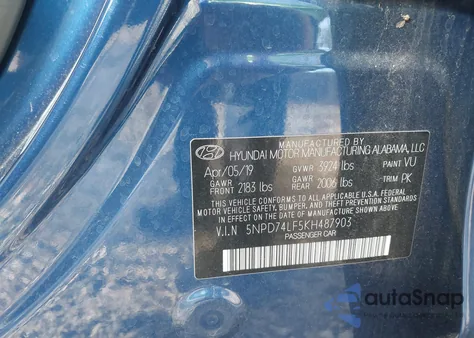 MANUFACTURED BY
HYUNDAI MOTOR MANUFACTURING ALABAMA, LLC
Apr/05/19 GVWR 3924 lbs PAINT VU
GAWR FRONT 2183 lbs GAWR REAR 2006 lbs TRIM PK
THIS VEHICLE CONFORMS TO ALL APPLICABLE U.S.A. FEDERAL
MOTOR VEHICLE SAFETY, BUMPER, AND THEFT PREVENTION
STANDARDS IN EFFECT ON THE DATE OF MANUFACTURE SHOWN ABOVE.
V.I.N 5NPD74LF5KH487903
PASSENGER CAR
autoSnap